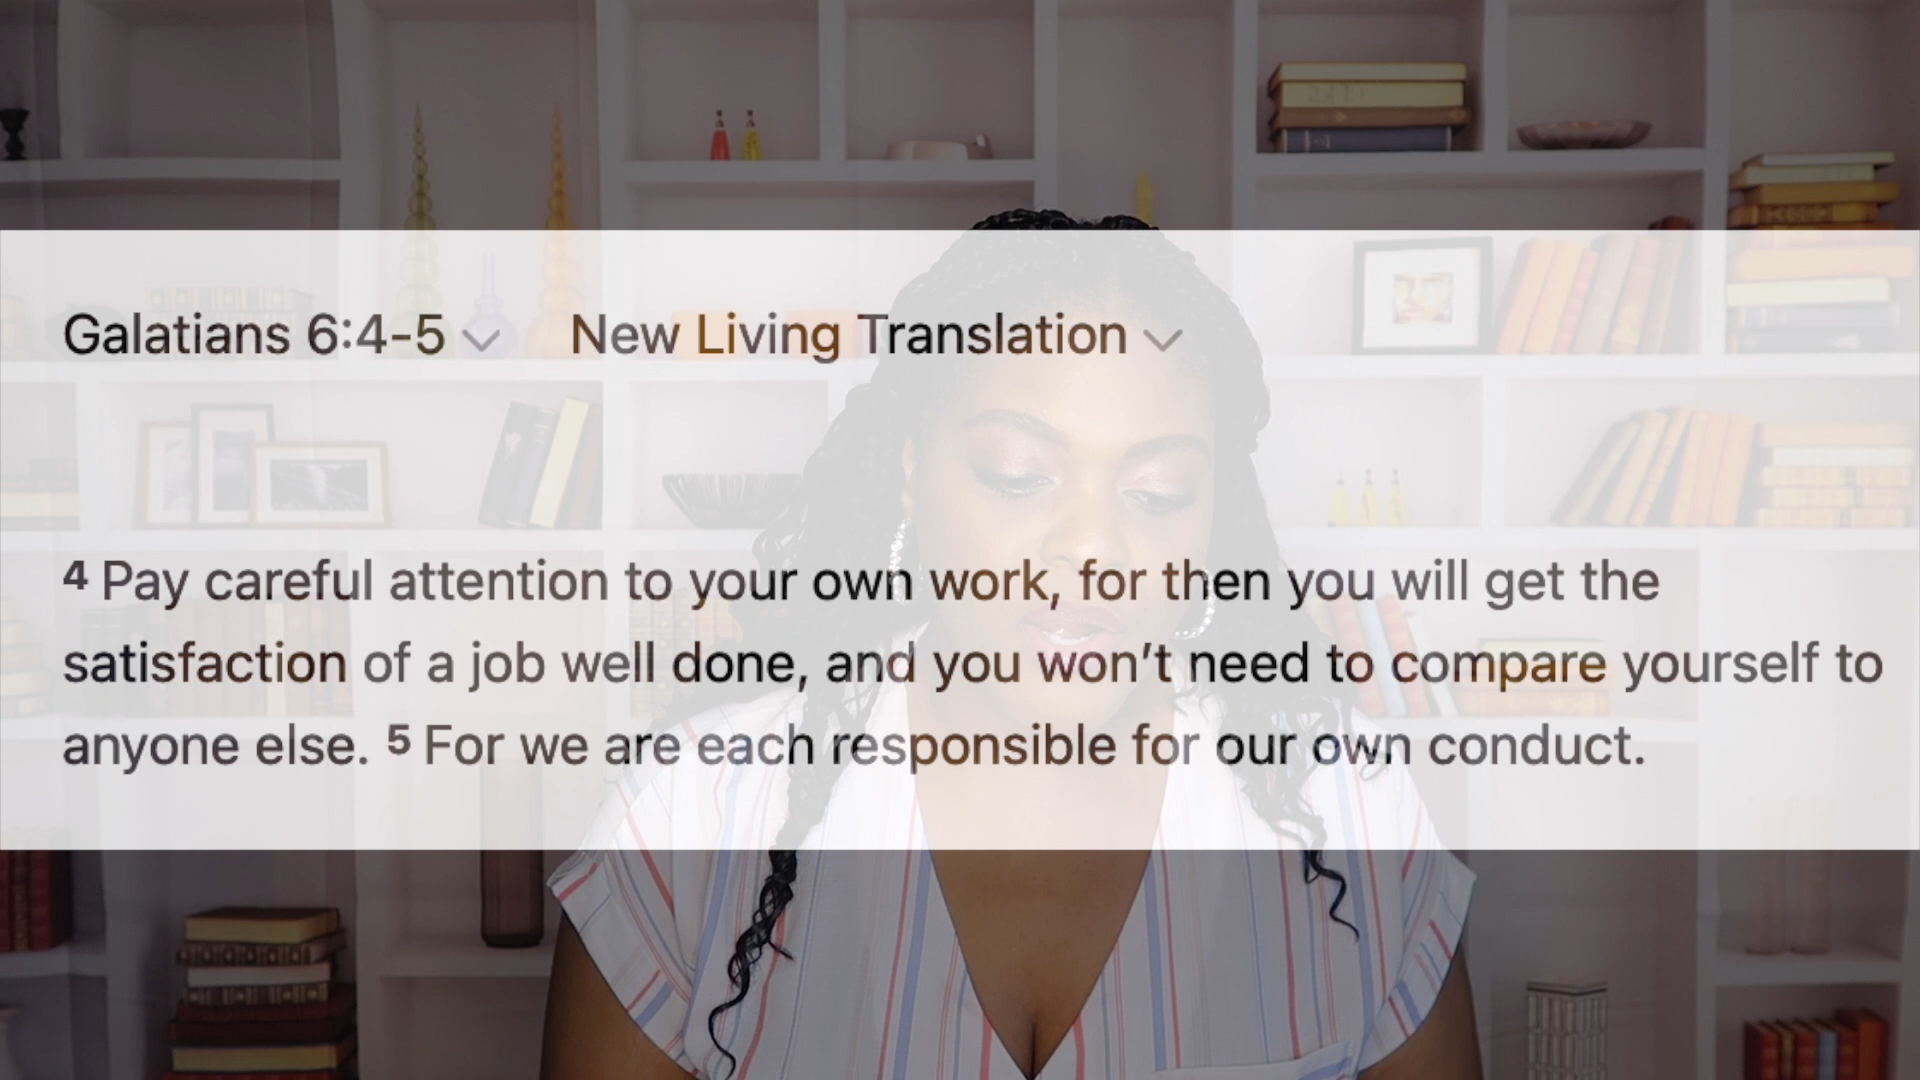 Galatians 6:4-5 New Living Translation
4 Pay careful attention to your own work, for then you will get the
satisfaction of a job well done, and you won’t need to compare yourself to
anyone else. 5 For we are each responsible for our own conduct.